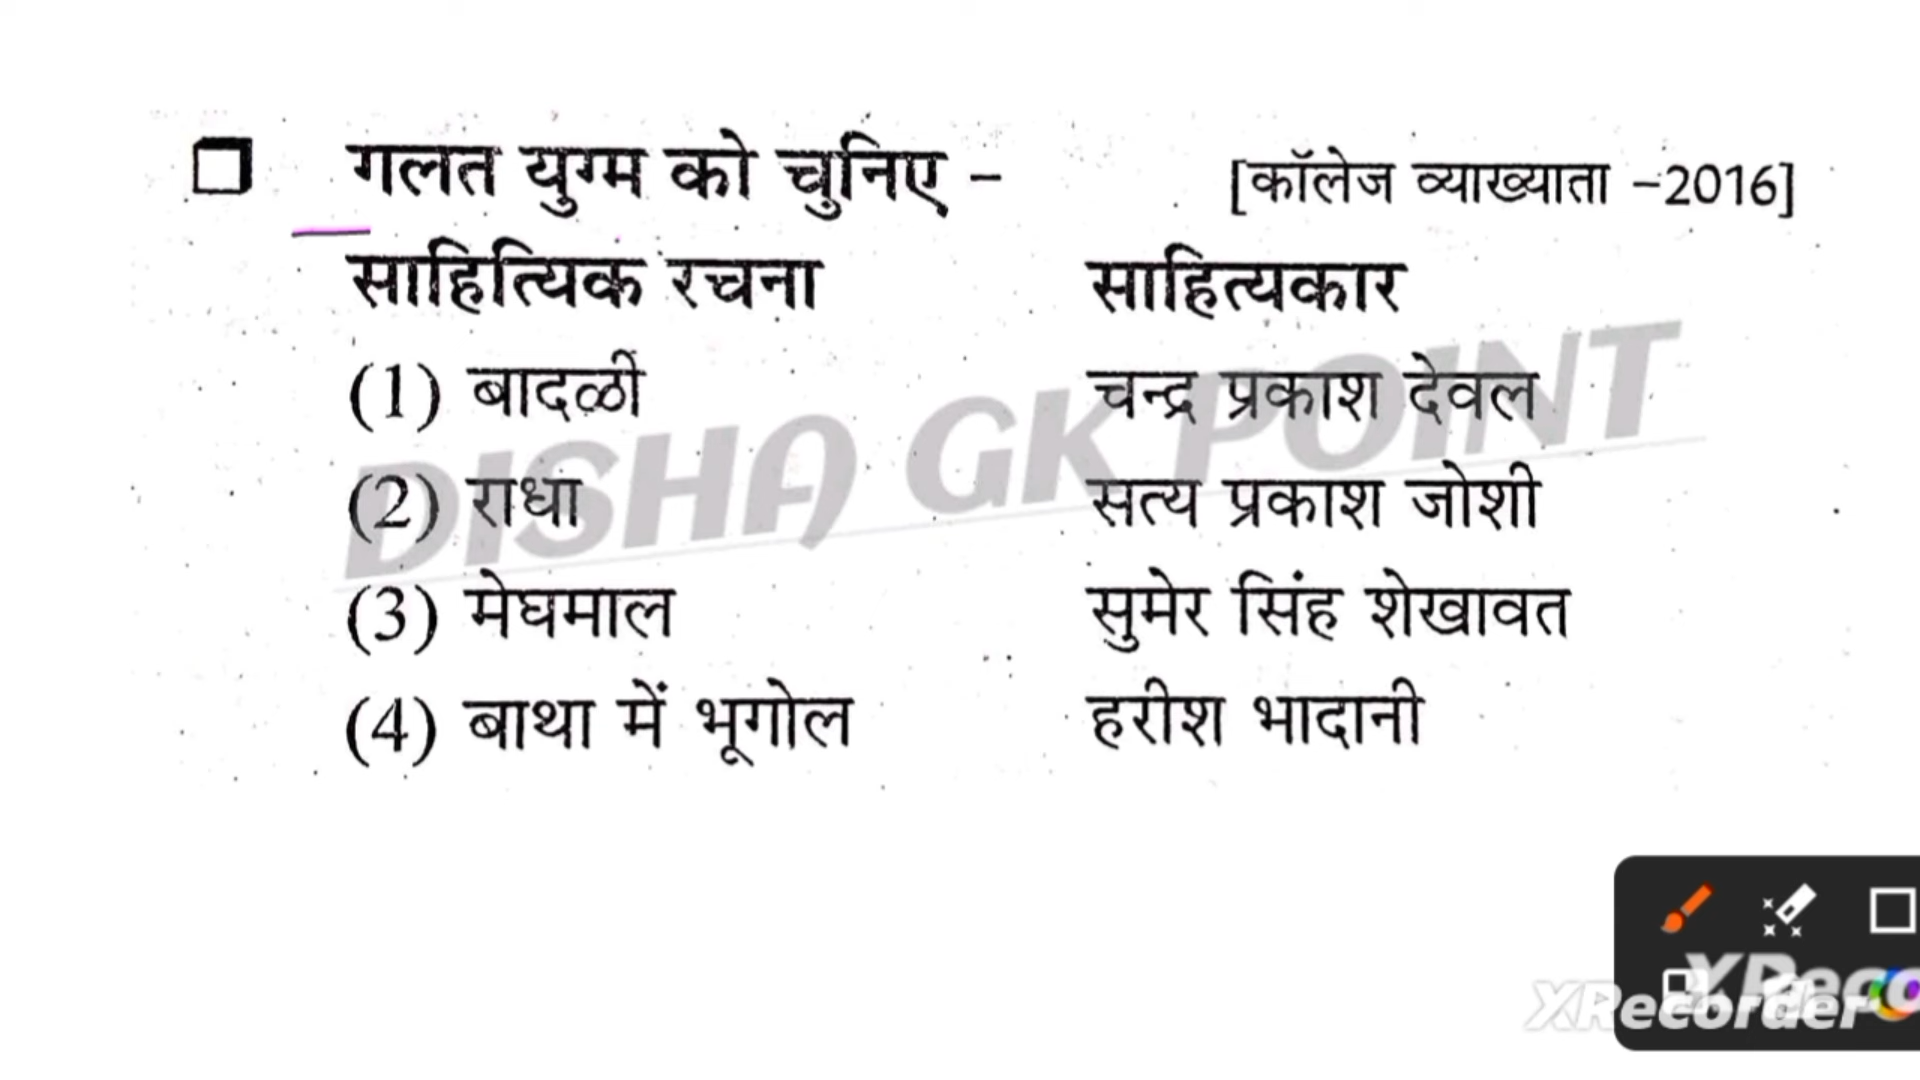 गलत युग्म को चुनिए – [कॉलेज व्याख्याता –2016]
साहित्यिक रचना साहित्यकार
(1) बादळी चन्द्र प्रकाश देवल
(2) राधा सत्य प्रकाश जोशी
(3) मेघमाल सुमेर सिंह शेखावत
(4) बाथा में भूगोल हरीश भादानी
DISHA GK POINT
XRecorder
XReco